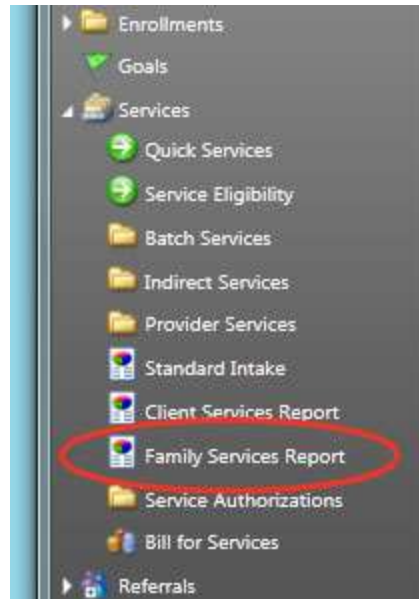 Enrollments
Goals
Services
Quick Services
Service Eligibility
Batch Services
Indirect Services
Provider Services
Standard Intake
Client Services Report
Family Services Report
Service Authorizations
Bill for Services
Referrals